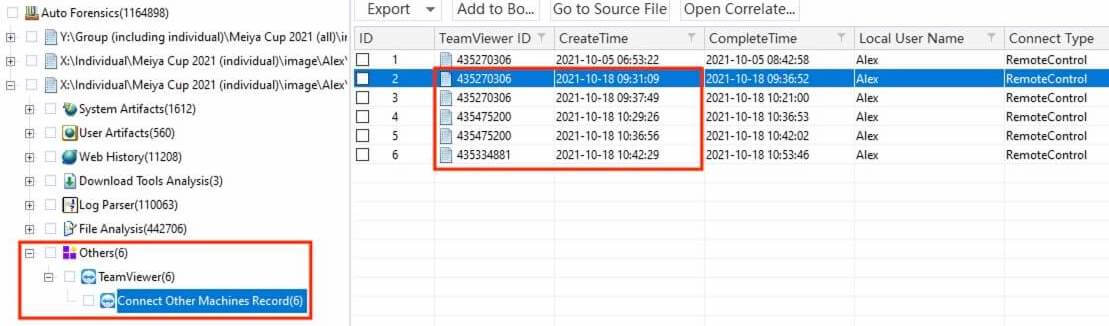 Auto Forensics(1164898)
Y:\Group (including individual)\Meiya Cup 2021 (all)\in
X:\Individual\Meiya Cup 2021 (individual)\image\Alex\
X:\Individual\Meiya Cup 2021 (individual)\image\Alex\
System Artifacts(1612)
User Artifacts(560)
Web History(11208)
Download Tools Analysis(3)
Log Parser(110063)
File Analysis(442706)
Others(6)
TeamViewer(6)
Connect Other Machines Record(6)
Export Add to Bo... Go to Source File Open Correlate...
ID TeamViewer ID CreateTime CompleteTime Local User Name Connect Type
1 435270306 2021-10-05 06:53:22 2021-10-05 08:42:58 Alex RemoteControl
2 435270306 2021-10-18 09:31:09 2021-10-18 09:36:52 Alex RemoteControl
3 435270306 2021-10-18 09:37:49 2021-10-18 10:21:00 Alex RemoteControl
4 435475200 2021-10-18 10:29:26 2021-10-18 10:36:53 Alex RemoteControl
5 435475200 2021-10-18 10:36:56 2021-10-18 10:42:02 Alex RemoteControl
6 435334881 2021-10-18 10:42:29 2021-10-18 10:53:46 Alex RemoteControl